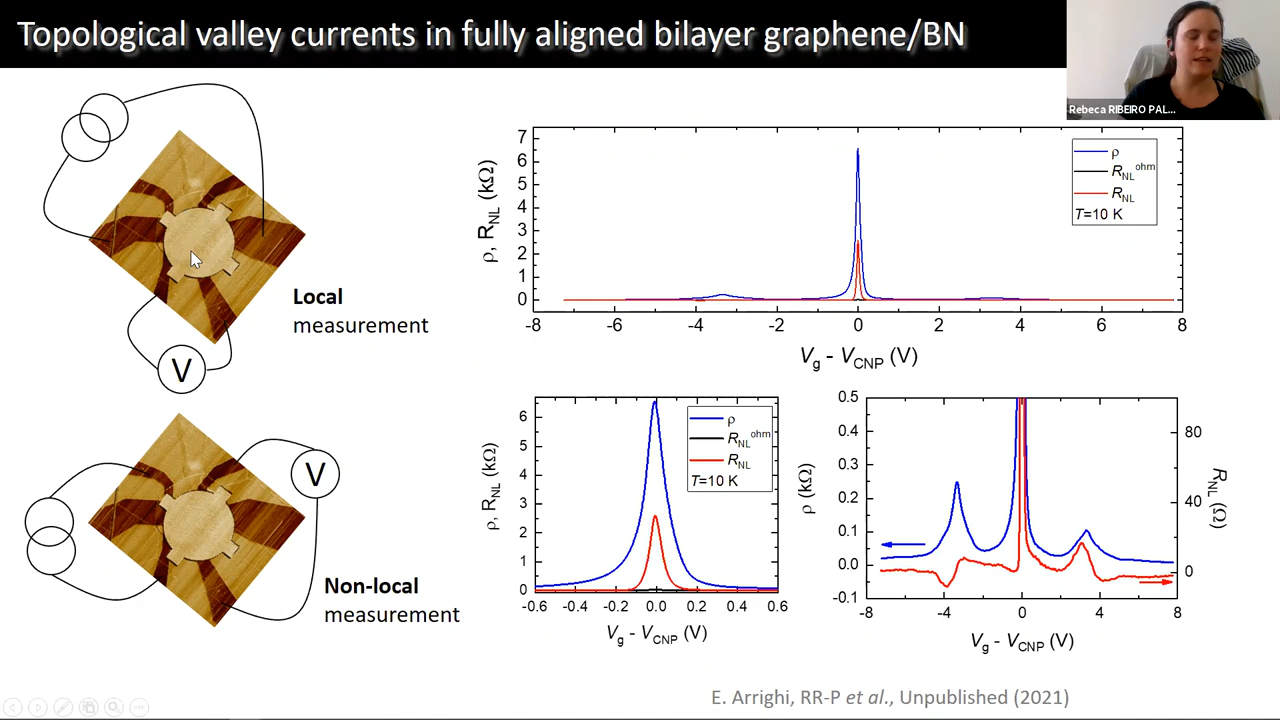 Topological valley currents in fully aligned bilayer graphene/BN
Rebeca RIBEIRO PAL...
Local
measurement
V
V
Non-local
measurement
ρ, R_NL (kΩ)
7
6
5
4
3
2
1
0
-8 -6 -4 -2 0 2 4 6 8
V_g - V_CNP (V)
ρ
R_NL^ohm
R_NL
T=10 K
ρ, R_NL (kΩ)
6
5
4
3
2
1
0
-0.6 -0.4 -0.2 0.0 0.2 0.4 0.6
V_g - V_CNP (V)
ρ
R_NL^ohm
R_NL
T=10 K
ρ (kΩ)
0.5
0.4
0.3
0.2
0.1
0.0
-0.1
-8 -4 0 4 8
V_g - V_CNP (V)
80
40
0
R_NL (Ω)
E. Arrighi, RR-P et al., Unpublished (2021)